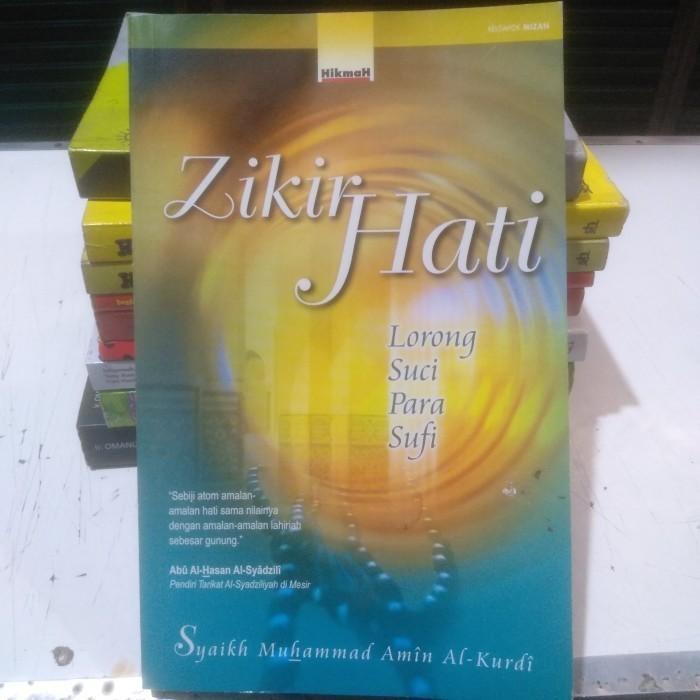 KELOMPOK MIZAN
HikmaH
Zikir
Hati
Lorong
Suci
Para
Sufi
"Sebiji atom amalan-
amalan hati sama nilainya
dengan amalan-amalan lahiriah
sebesar gunung."
Abû Al-Hasan Al-Syâdzilî
Pendiri Tarikat Al-Syadziliyah di Mesir
Syaikh Muhammad Amîn Al-Kurdî